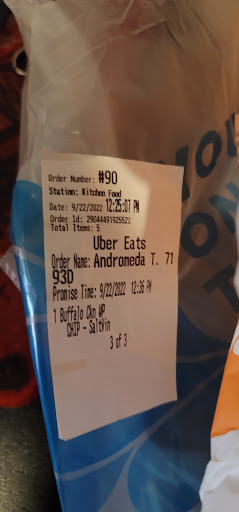 Order Number: #90
Station: Kitchen Food
Date: 9/22/2022 12:25:07 PM
Order Id: 29044491925522
Total Items: 5
Uber Eats
Order Name: Andromeda T. 71
93D
Promise Time: 9/22/2022 12:36 PM
1 Buffalo Ckn WP
CHIP - SaltVin
3 of 3